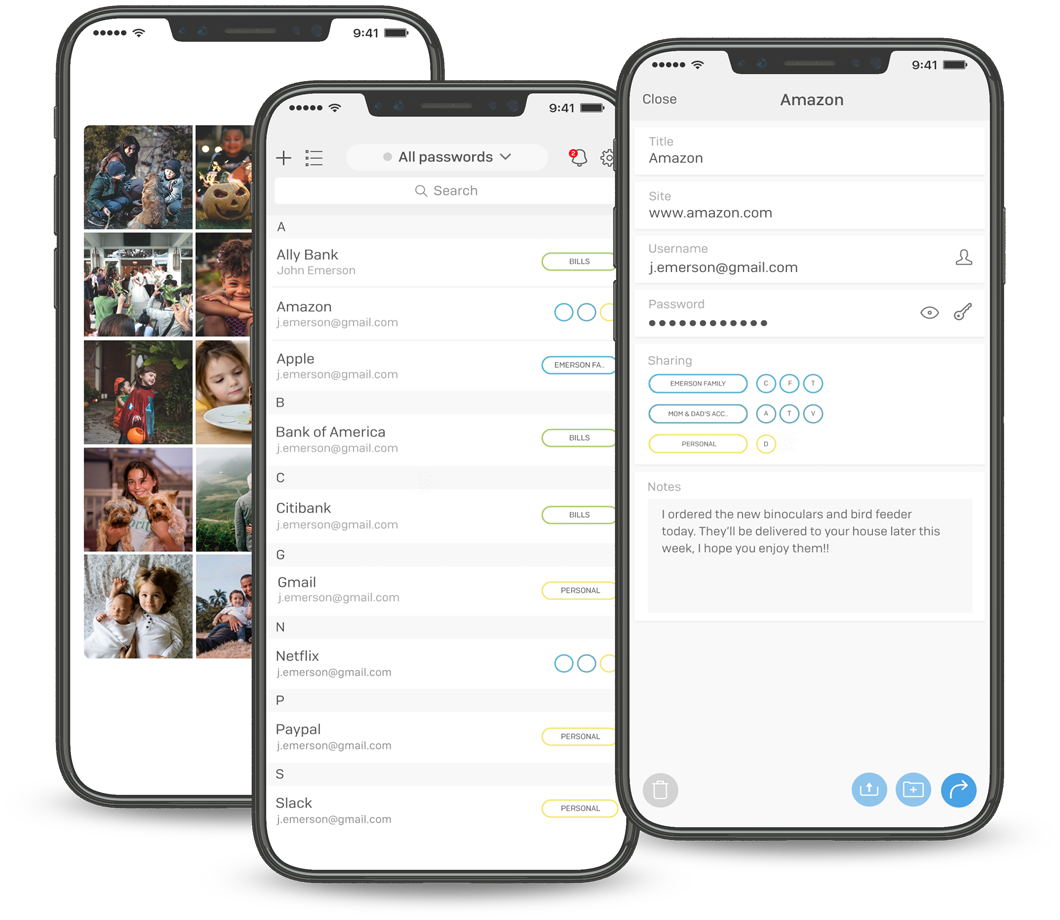 9:41
9:41
All passwords
2
Search
A
Ally Bank
John Emerson
BILLS
Amazon
j.emerson@gmail.com
Apple
j.emerson@gmail.com
EMERSON FA..
B
Bank of America
j.emerson@gmail.com
BILLS
C
Citibank
j.emerson@gmail.com
BILLS
G
Gmail
j.emerson@gmail.com
PERSONAL
N
Netflix
j.emerson@gmail.com
P
Paypal
j.emerson@gmail.com
PERSONAL
S
Slack
j.emerson@gmail.com
PERSONAL
9:41
Close
Amazon
Title
Amazon
Site
www.amazon.com
Username
j.emerson@gmail.com
Password
Sharing
EMERSON FAMILY C F T
MOM & DAD'S ACC.. A T V
PERSONAL D
Notes
I ordered the new binoculars and bird feeder
today. They'll be delivered to your house later this
week, I hope you enjoy them!!